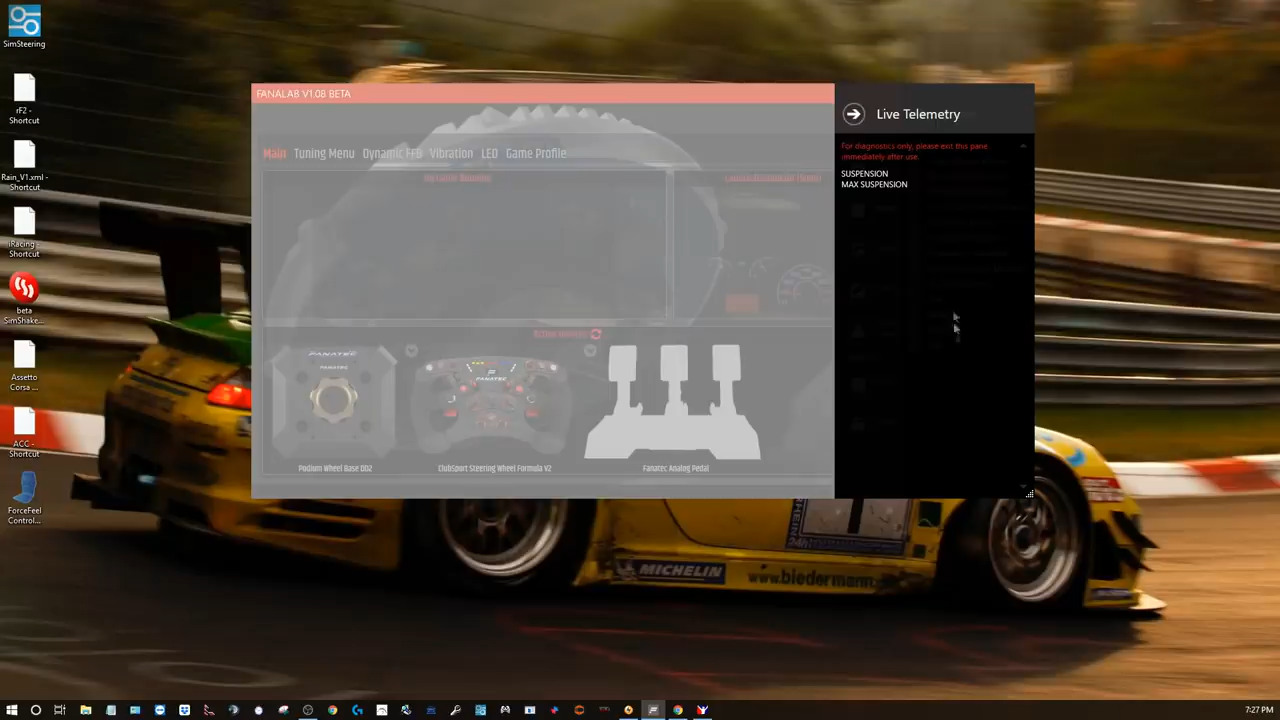 SimSteering
rF2 -
Shortcut
Rain_V1.xml -
Shortcut
iRacing -
Shortcut
beta
SimShake...
Assetto
Corsa ...
ACC -
Shortcut
ForceFeel
Control...
FANALAB V1.08 BETA
Main
Tuning Menu
Dynamic FFB
Vibration
LED
Game Profile
Live Telemetry
For diagnostics only, please exit this pane
immediately after use.
SUSPENSION
MAX SUSPENSION
FANATEC
FANATEC
FANATEC
Podium Wheel Base DD2
ClubSport Steering Wheel Formula V2
Fanatec Analog Pedal
MICHELIN
www.biedermann
7:27 PM